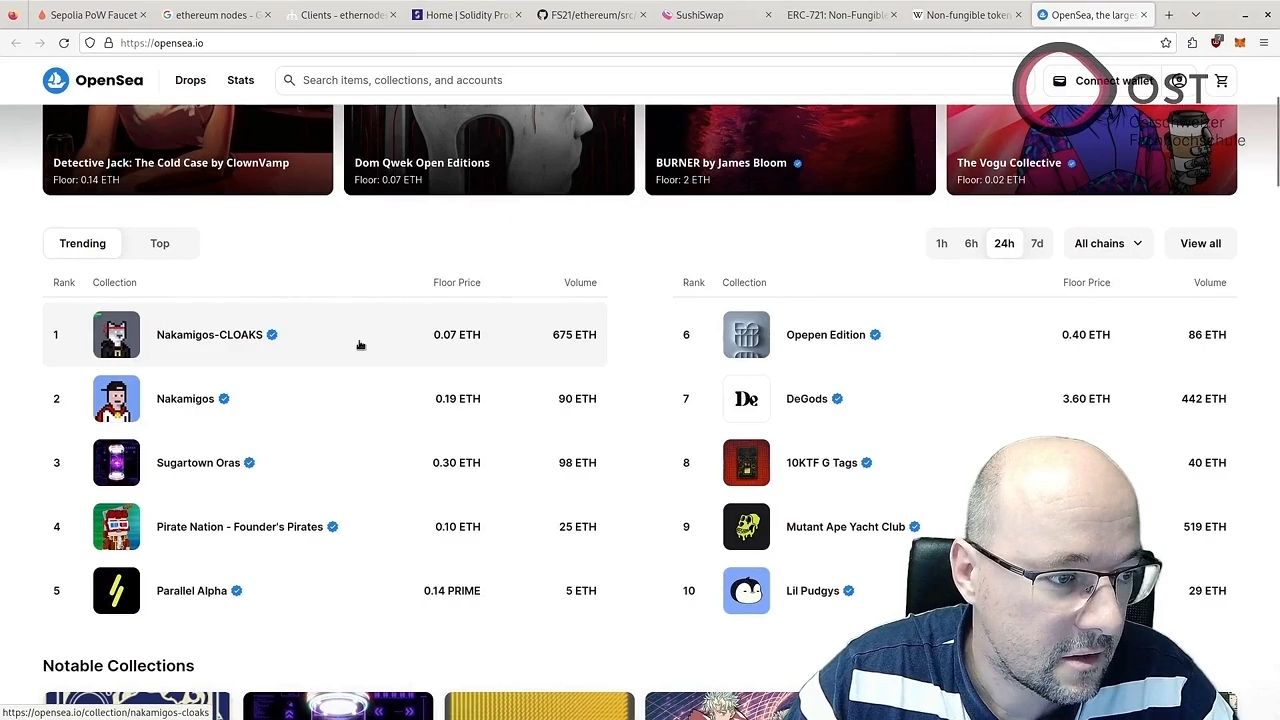 Sepolia PoW Faucet
ethereum nodes - G
Clients - ethernodes
Home | Solidity Prog
FS21/ethereum/src/
SushiSwap
ERC-721: Non-Fungible
Non-fungible token
OpenSea, the large
https://opensea.io
OpenSea
Drops
Stats
Search items, collections, and accounts
Connect wallet
OST
Ostschweizer
Fachhochschule
Detective Jack: The Cold Case by ClownVamp
Floor: 0.14 ETH
Dom Qwek Open Editions
Floor: 0.07 ETH
BURNER by James Bloom
Floor: 2 ETH
The Vogu Collective
Floor: 0.02 ETH
Trending
Top
1h
6h
24h
7d
All chains
View all
Rank Collection Floor Price Volume
1 Nakamigos-CLOAKS 0.07 ETH 675 ETH
2 Nakamigos 0.19 ETH 90 ETH
3 Sugartown Oras 0.30 ETH 98 ETH
4 Pirate Nation - Founder's Pirates 0.10 ETH 25 ETH
5 Parallel Alpha 0.14 PRIME 5 ETH
Rank Collection Floor Price Volume
6 Opepen Edition 0.40 ETH 86 ETH
7 De DeGods 3.60 ETH 442 ETH
8 10KTF G Tags 40 ETH
9 Mutant Ape Yacht Club 519 ETH
10 Lil Pudgys 29 ETH
Notable Collections
https://opensea.io/collection/nakamigos-cloaks